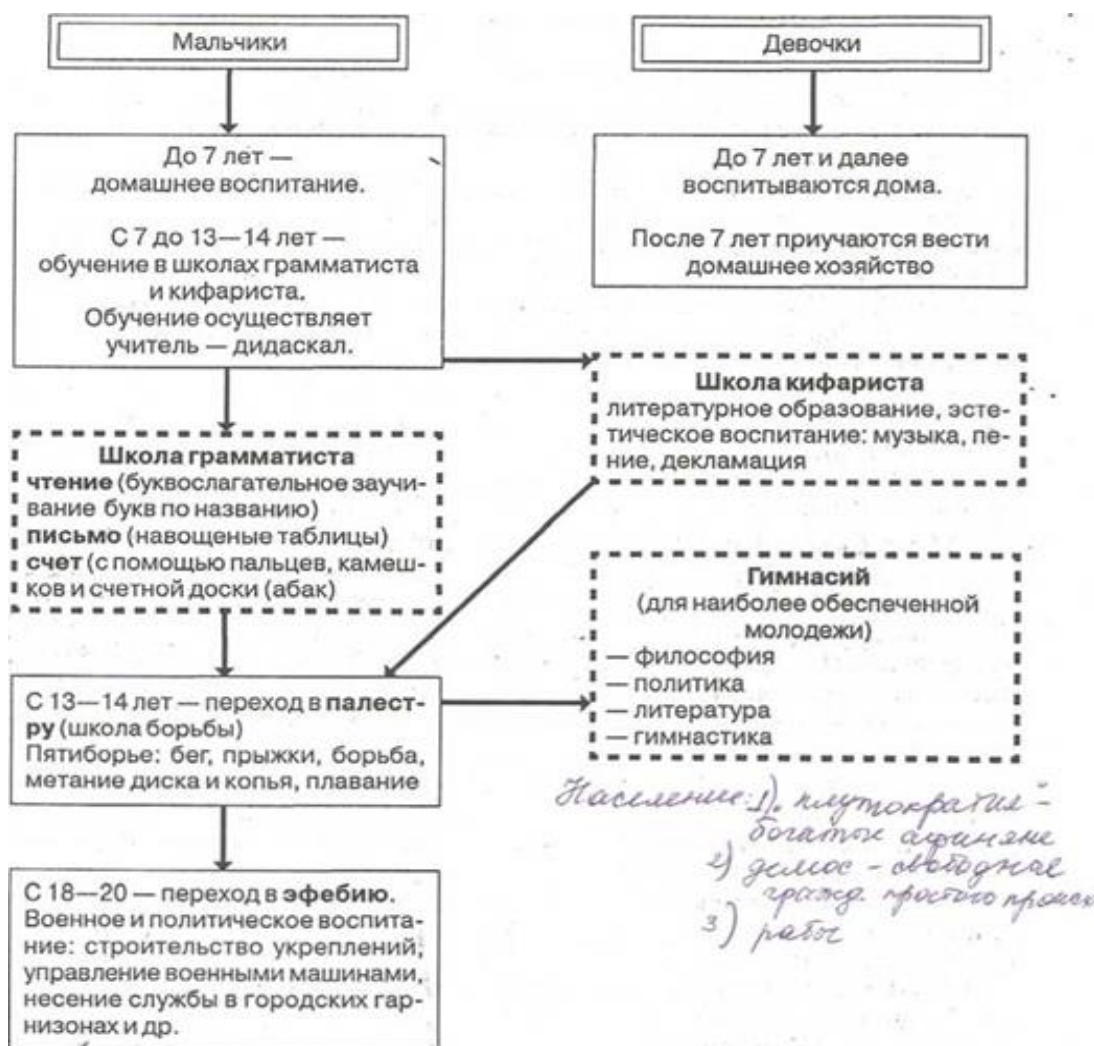 Мальчики
До 7 лет —
домашнее воспитание.
С 7 до 13—14 лет —
обучение в школах грамматиста
и кифариста.
Обучение осуществляет
учитель — дидаскал.
Школа грамматиста
чтение (буквослагательное заучи-
вание букв по названию)
письмо (навощеные таблицы)
счет (с помощью пальцев, камеш-
ков и счетной доски (абак)
С 13—14 лет — переход в палест-
ру (школа борьбы)
Пятиборье: бег, прыжки, борьба,
метание диска и копья, плавание
С 18—20 — переход в эфебию.
Военное и политическое воспита-
ние: строительство укреплений,
управление военными машинами,
несение службы в городских гар-
низонах и др.
Девочки
До 7 лет и далее
воспитываются дома.
После 7 лет приучаются вести
домашнее хозяйство
Школа кифариста
литературное образование, эсте-
тическое воспитание: музыка, пе-
ние, декламация
Гимнасий
(для наиболее обеспеченной
молодежи)
— философия
— политика
— литература
— гимнастика
Население: 1). плутократия -
богатые афиняне
2) демос - свободные
гражд. простого происх
3) рабы